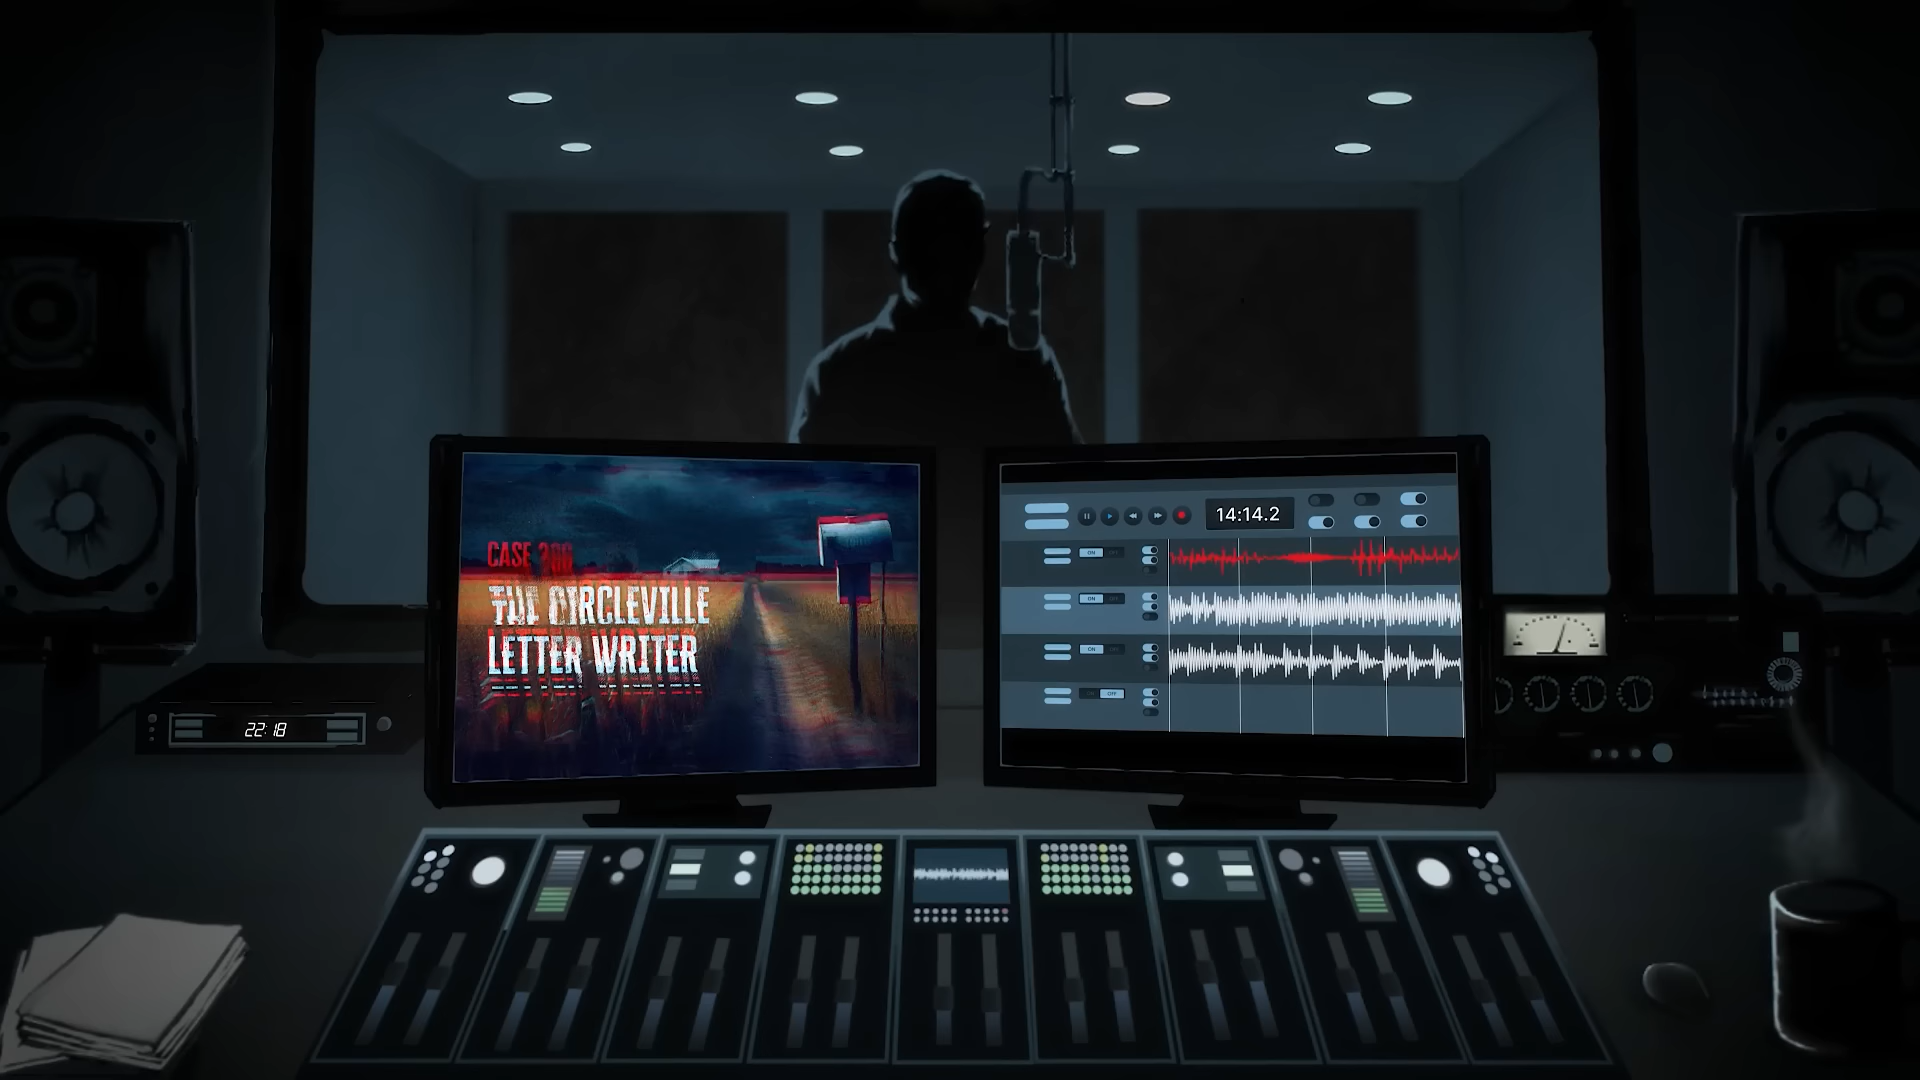 CASE
THE CIRCLEVILLE
LETTER WRITER
14:14.2
ON
ON
ON
OFF
22:18